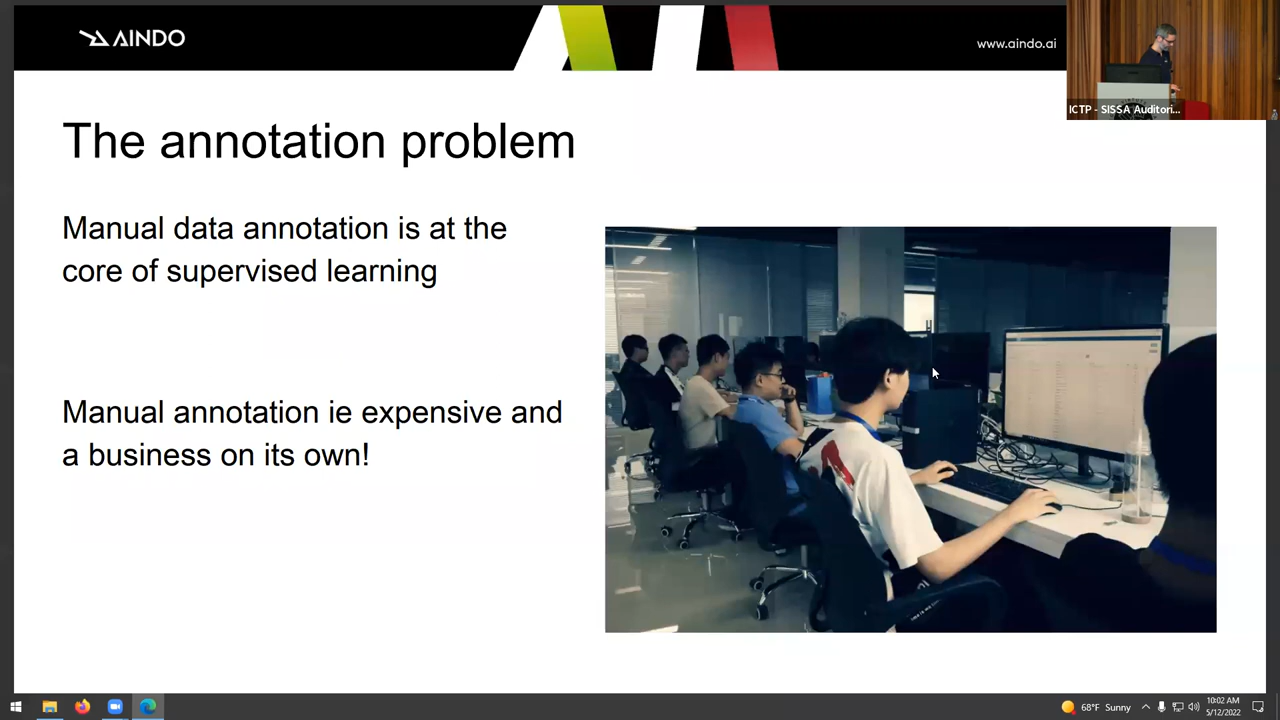 AINDO
www.aindo.ai
ICTP - SISSA Auditori...
The annotation problem
Manual data annotation is at the
core of supervised learning
Manual annotation ie expensive and
a business on its own!
68°F Sunny
10:02 AM
5/12/2022